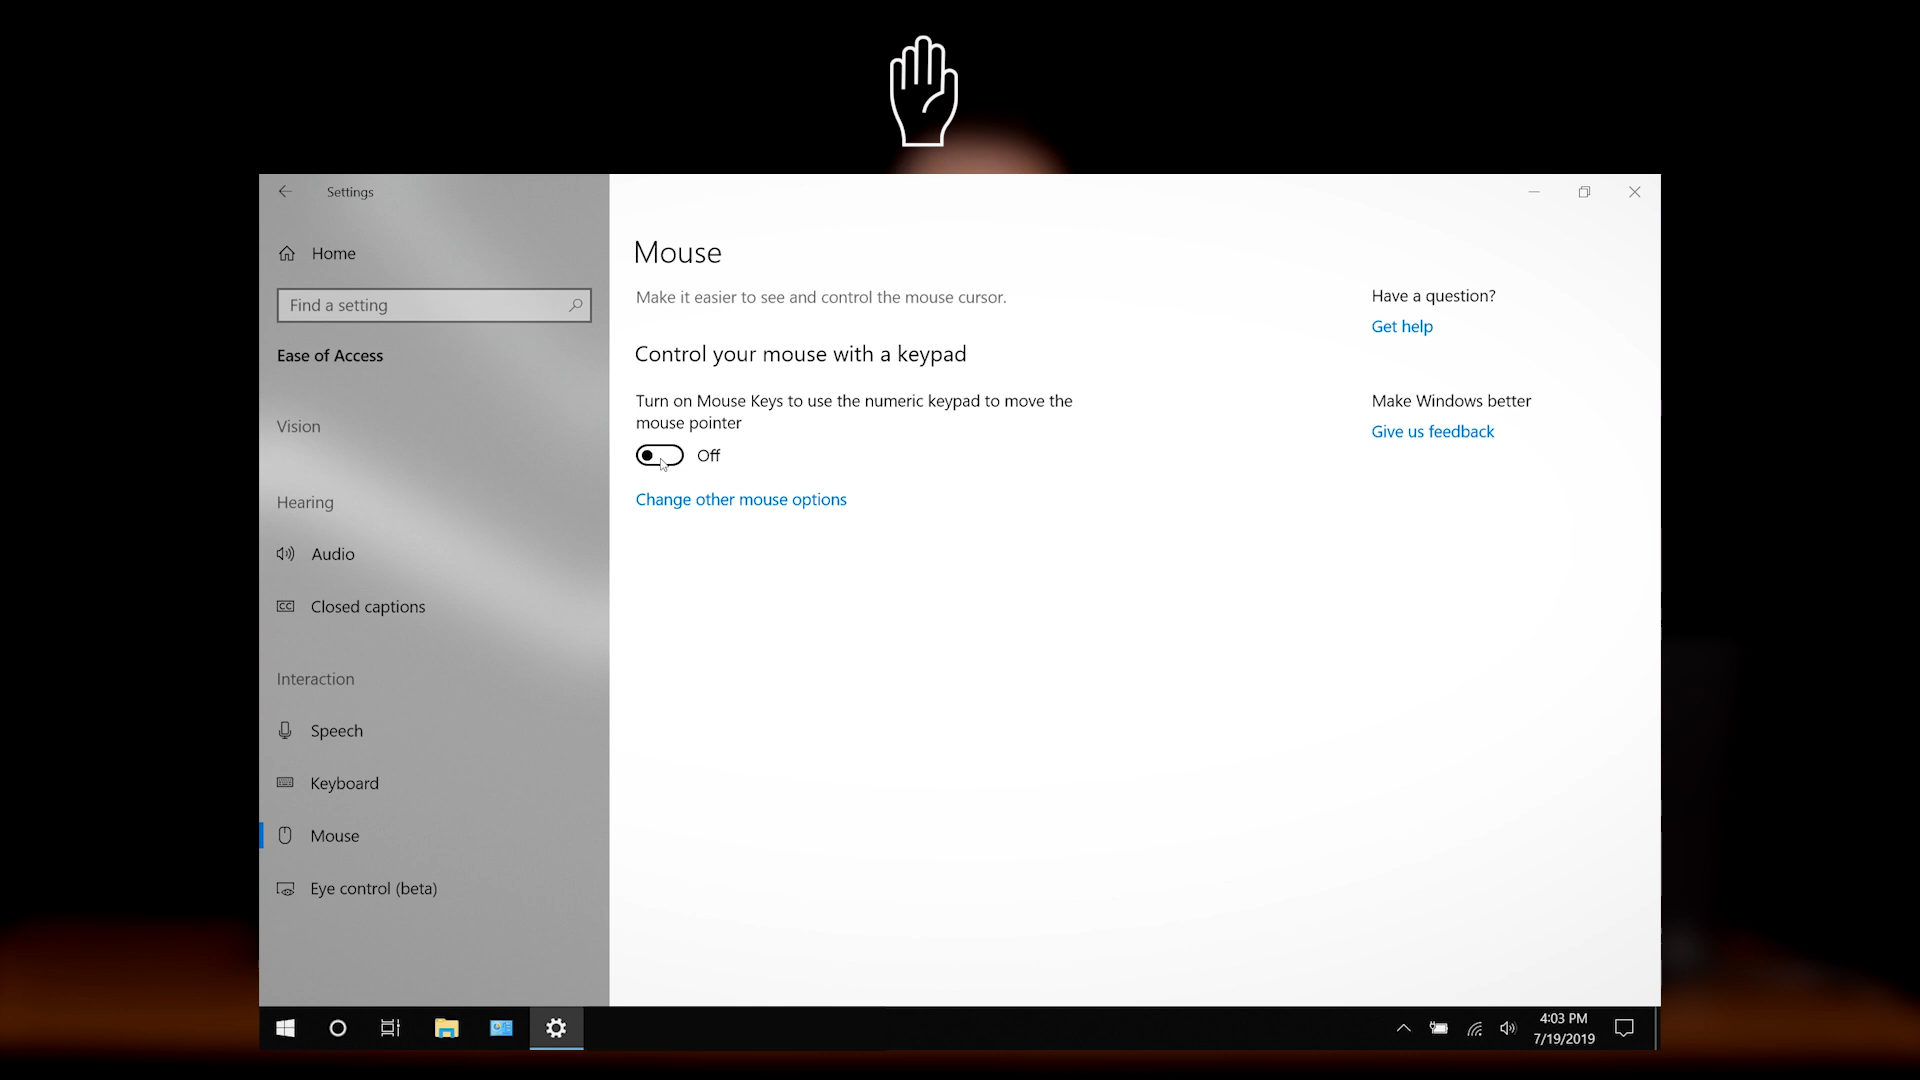 Settings
Home
Find a setting
Ease of Access
Vision
Hearing
Audio
CC Closed captions
Interaction
Speech
Keyboard
Mouse
Eye control (beta)
Mouse
Make it easier to see and control the mouse cursor.
Control your mouse with a keypad
Turn on Mouse Keys to use the numeric keypad to move the
mouse pointer
Off
Change other mouse options
Have a question?
Get help
Make Windows better
Give us feedback
4:03 PM
7/19/2019